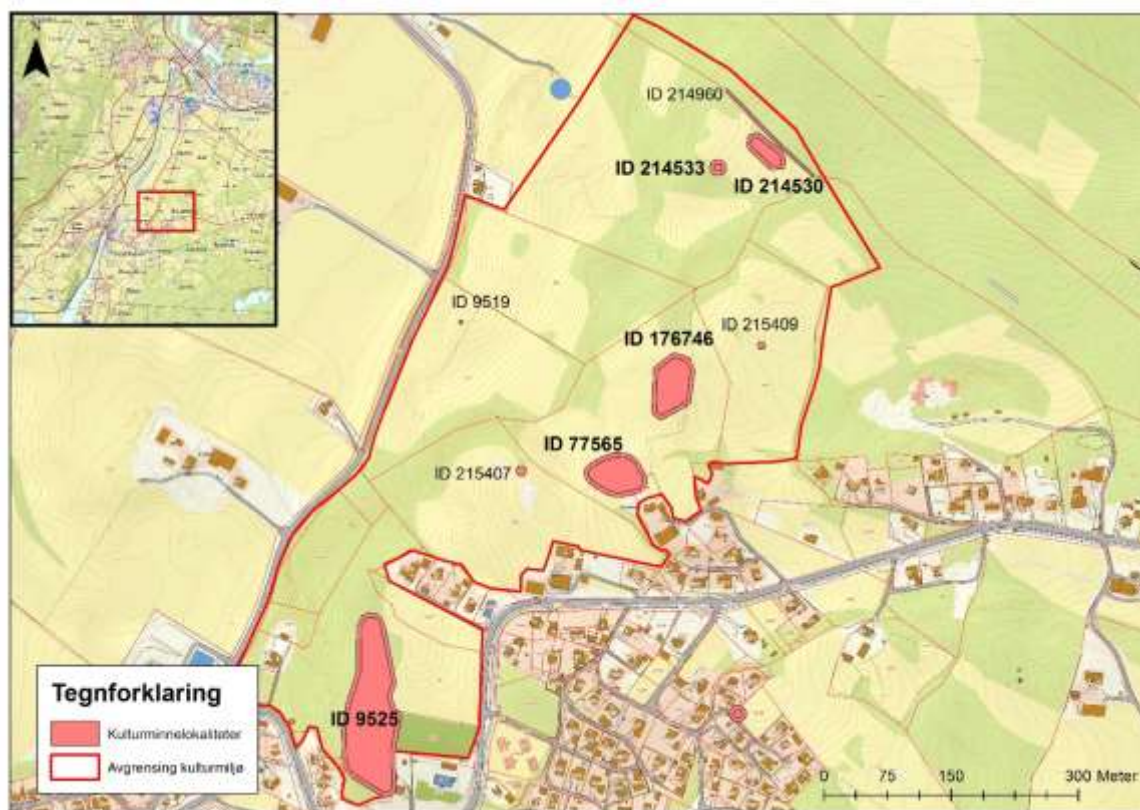 ID 214960
ID 214533
ID 214530
ID 9519
ID 215409
ID 176746
ID 77565
ID 215407
ID 9525
Tegnforklaring
Kulturminnelokaliteter
Avgrensing kulturmiljø
0 75 150 300 Meter